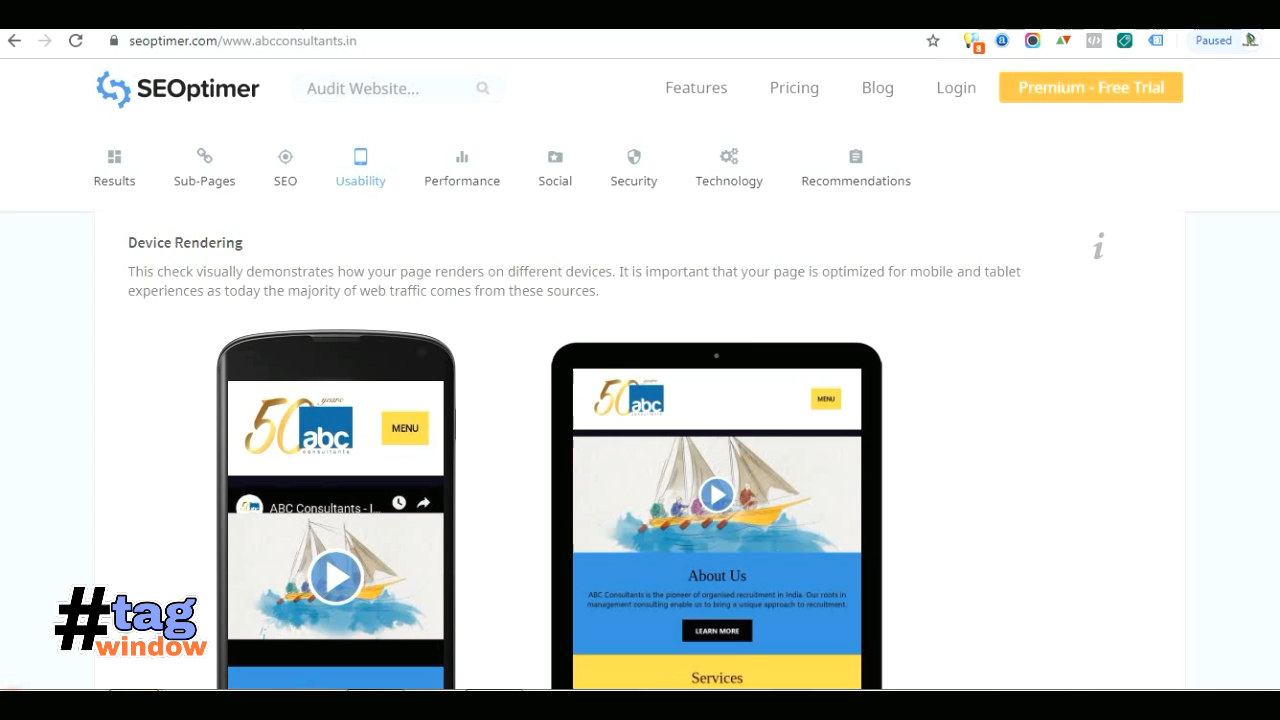 seoptimer.com/www.abcconsultants.in
8
Paused
SEOptimer
Audit Website...
Features
Pricing
Blog
Login
Premium - Free Trial
Results
Sub-Pages
SEO
Usability
Performance
Social
Security
Technology
Recommendations
Device Rendering
This check visually demonstrates how your page renders on different devices. It is important that your page is optimized for mobile and tablet
experiences as today the majority of web traffic comes from these sources.
50 years
abc
consultants
MENU
ABC Consultants - I...
50 years
abc
consultants
MENU
About Us
ABC Consultants is the pioneer of organised recruitment in India. Our roots in
management consulting enable us to bring a unique approach to recruitment.
LEARN MORE
Services
#tag
window